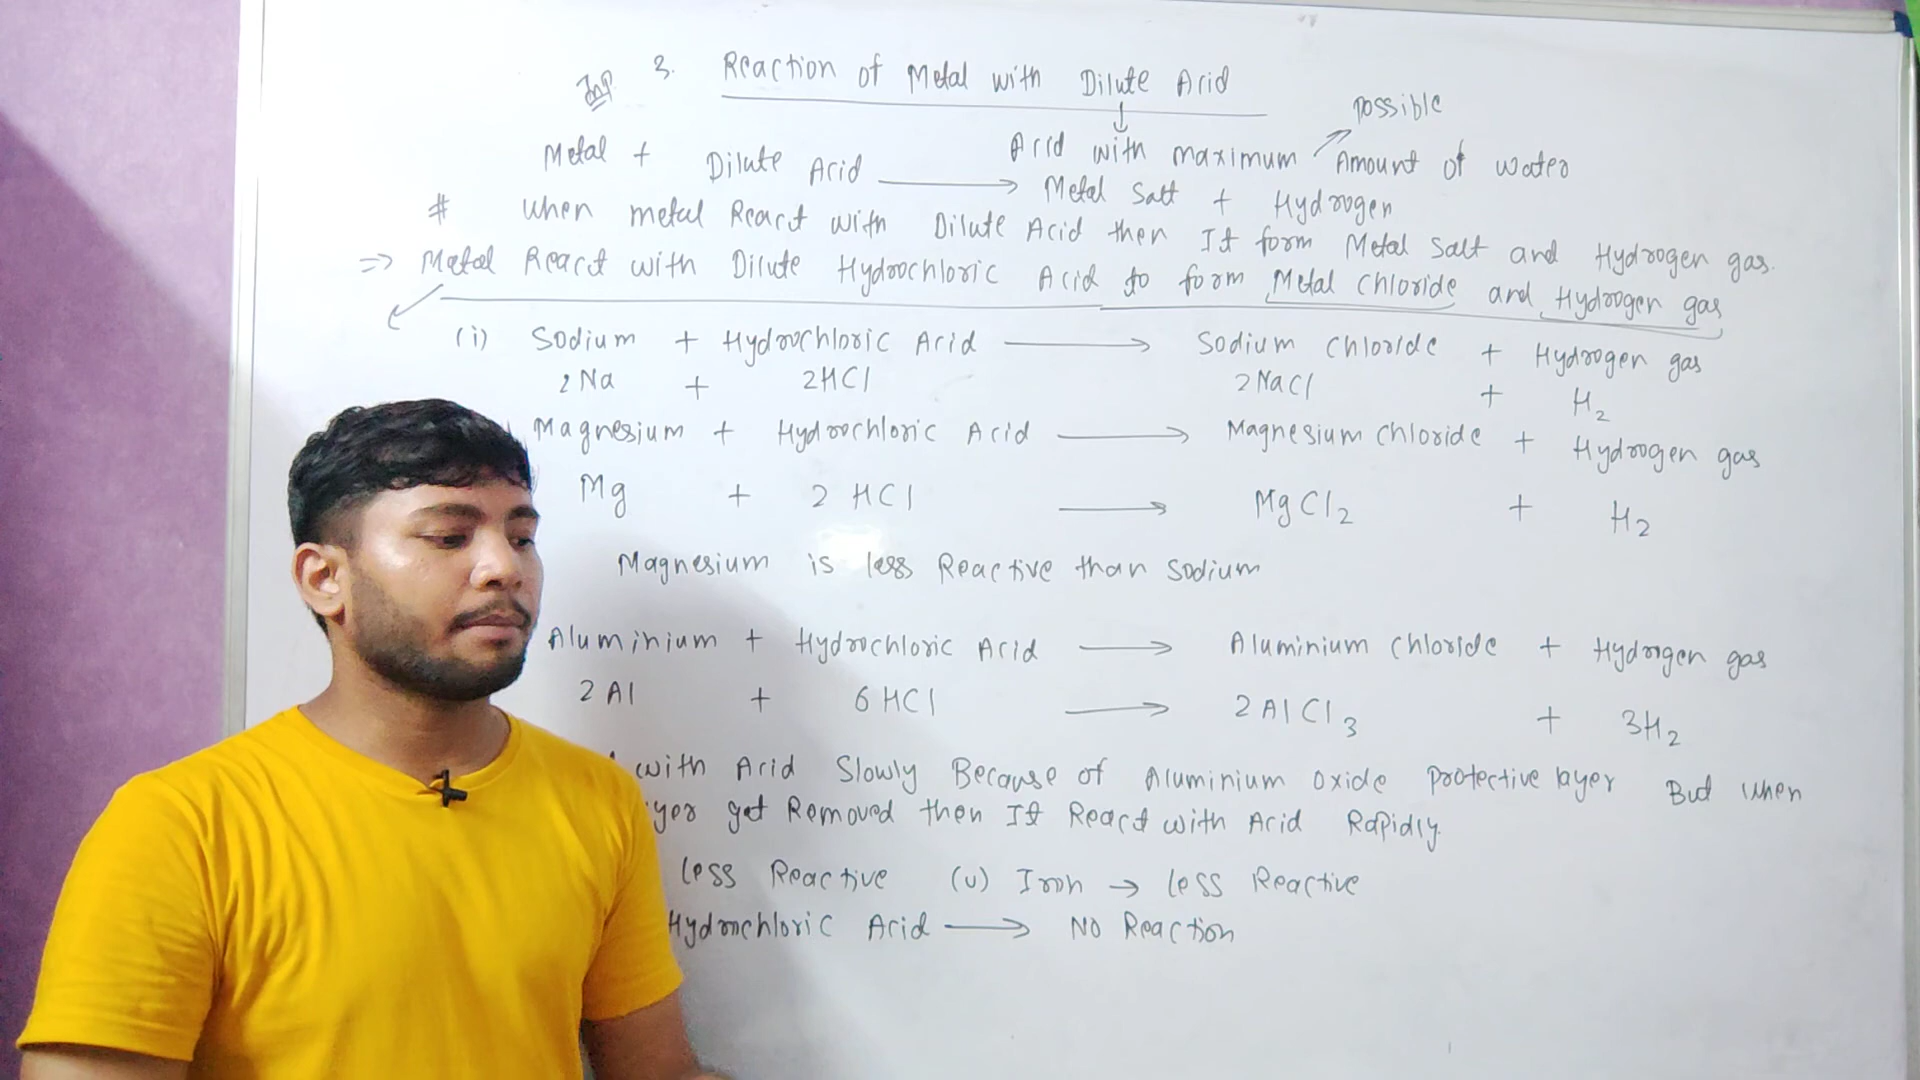 Imp 3. Reaction of Metal with Dilute Acid
↓ possible
Acid with maximum Amount of water
Metal + Dilute Acid ⟶ Metal Salt + Hydrogen
# when metal React with Dilute Acid then It form Metal Salt and Hydrogen gas.
⇒ Metal React with Dilute Hydrochloric Acid to form Metal Chloride and Hydrogen gas
(i) Sodium + Hydrochloric Acid ⟶ Sodium Chloride + Hydrogen gas
2Na + 2HCl 2NaCl + H₂
Magnesium + Hydrochloric Acid ⟶ Magnesium Chloride + Hydrogen gas
Mg + 2HCl ⟶ MgCl₂ + H₂
Magnesium is less Reactive than Sodium
Aluminium + Hydrochloric Acid ⟶ Aluminium Chloride + Hydrogen gas
2Al + 6HCl ⟶ 2AlCl₃ + 3H₂
with Acid Slowly Because of Aluminium Oxide Protective layer But when
get Removed then It React with Acid Rapidly.
less Reactive (v) Iron → less Reactive
Hydrochloric Acid ⟶ No Reaction